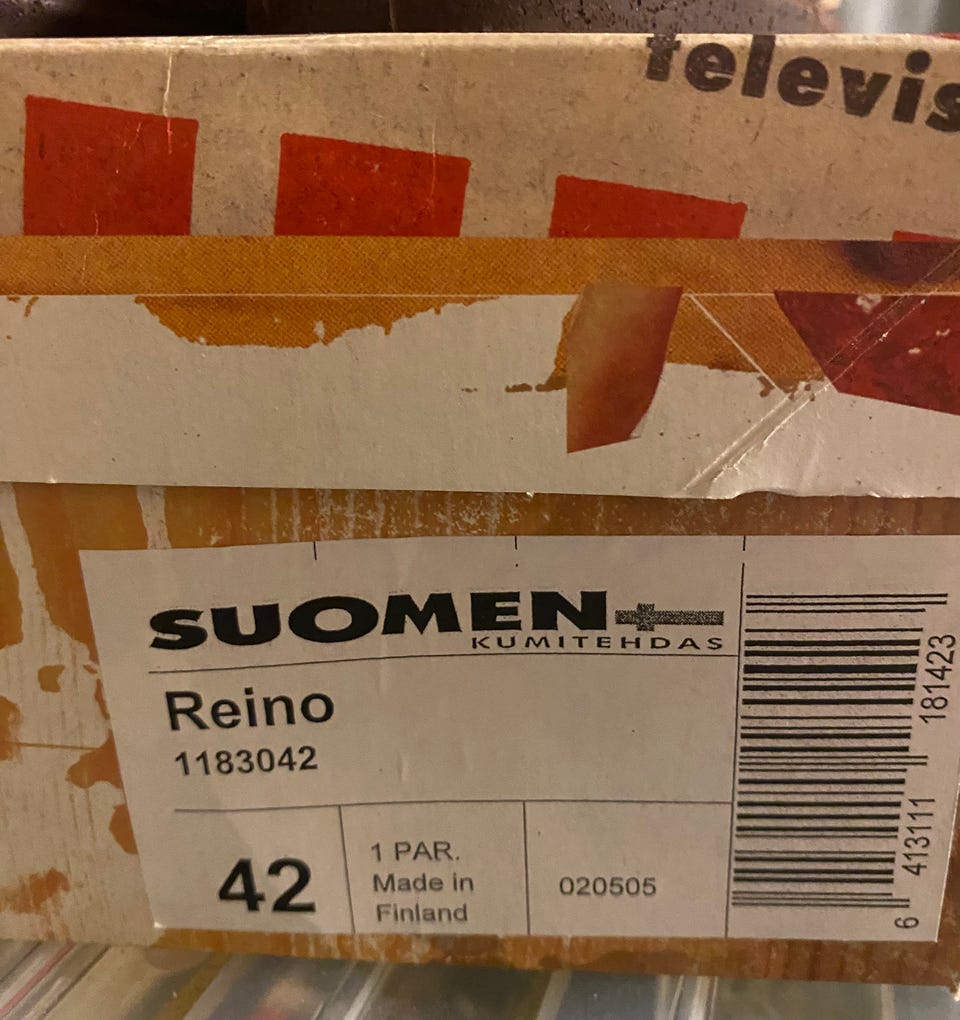 televis
SUOMEN
KUMITEHDAS
Reino
1183042
42
1 PAR.
Made in
Finland
020505
6 413111 181423